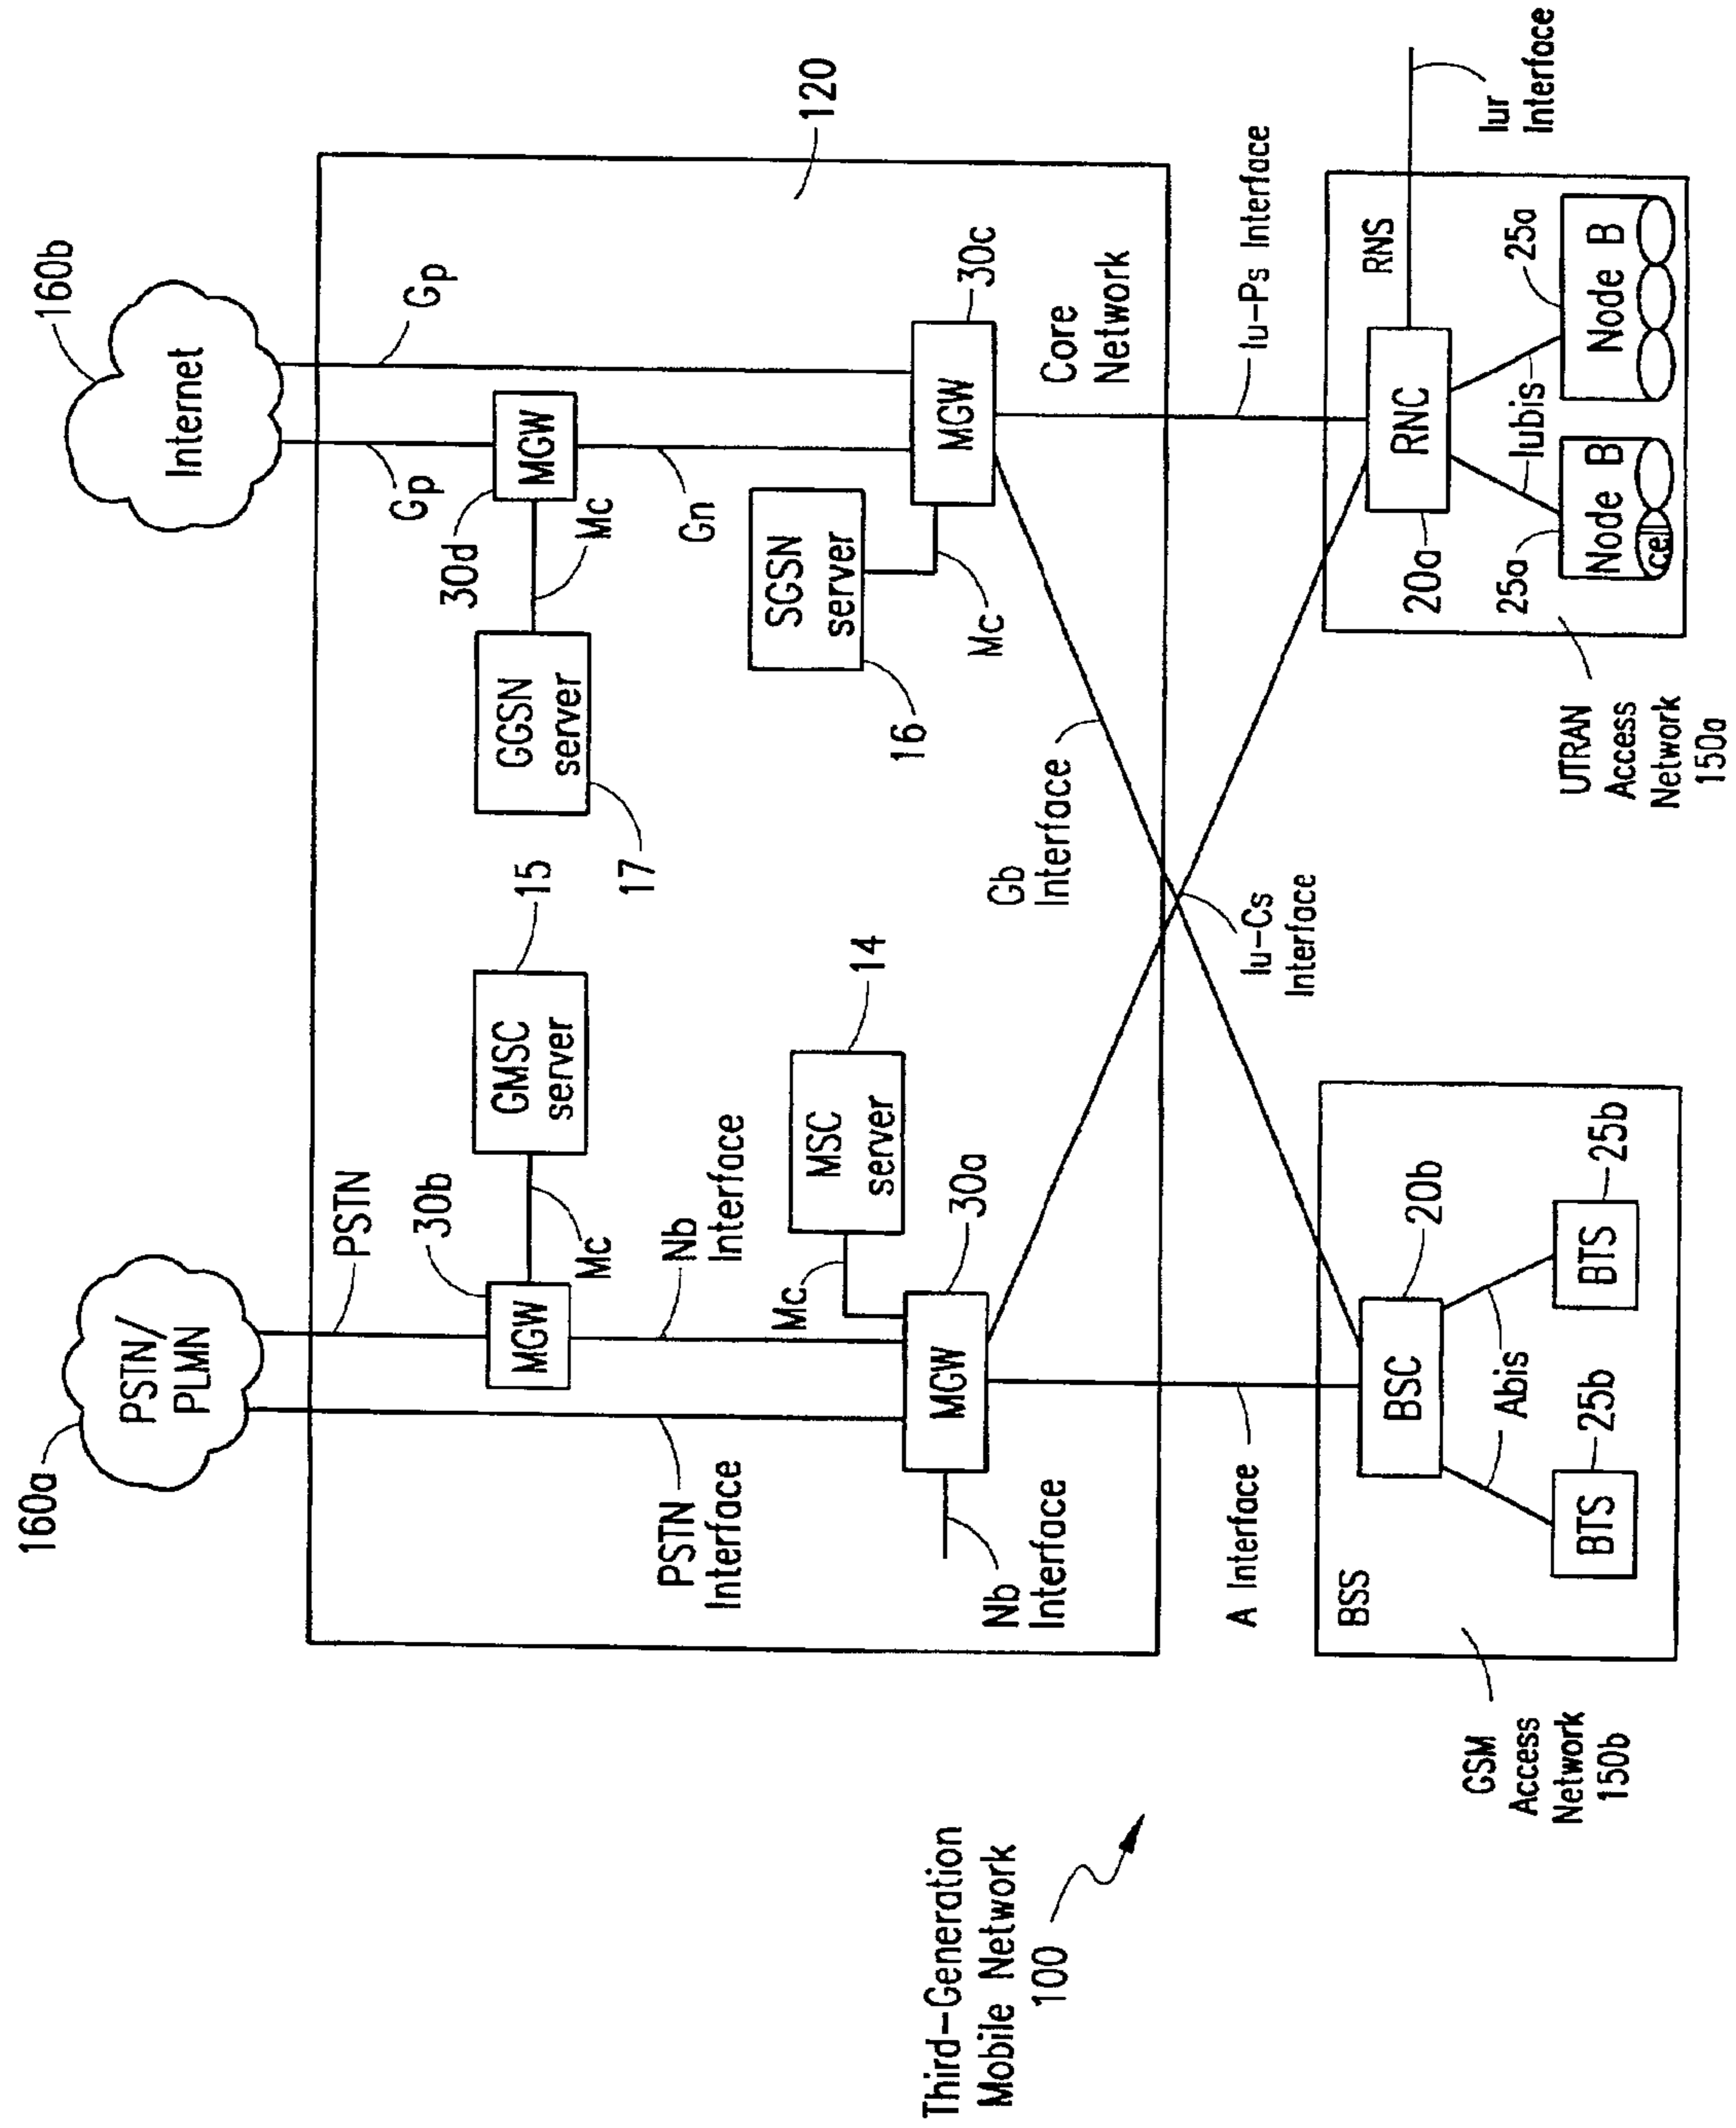 160a
PSTN/
PLMN
160b
Internet
PSTN
Gp
Gp
120
30b
MGW
Mc
GMSC
server
15
GGSN
server
17
30d
MGW
Mc
PSTN
Interface
Nb
Interface
Gn
MSC
server
14
Mc
SGSN
server
16
Mc
MGW
30a
Nb
Interface
MGW
30c
Gb
Interface
Core
Network
A Interface
Iu-Cs
Interface
Iu-Ps Interface
BSS
BSC
20b
Abis
BTS
25b
BTS
25b
GSM
Access
Network
150b
RNS
RNC
20a
Iur
Interface
Iubis
25a
Node B
cell
25a
Node B
UTRAN
Access
Network
150a
Third-Generation
Mobile Network
100